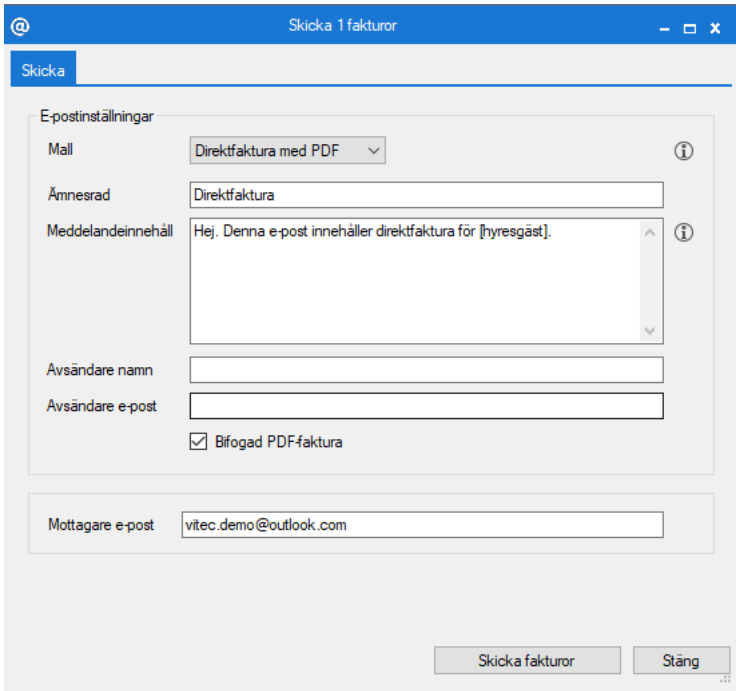 Skicka 1 fakturor
Skicka
E-postinställningar
Mall Direktfaktura med PDF
Ämnesrad Direktfaktura
Meddelandeinnehåll Hej. Denna e-post innehåller direktfaktura för [hyresgäst].
Avsändare namn
Avsändare e-post
Bifogad PDF-faktura
Mottagare e-post vitec.demo@outlook.com
Skicka fakturor Stäng